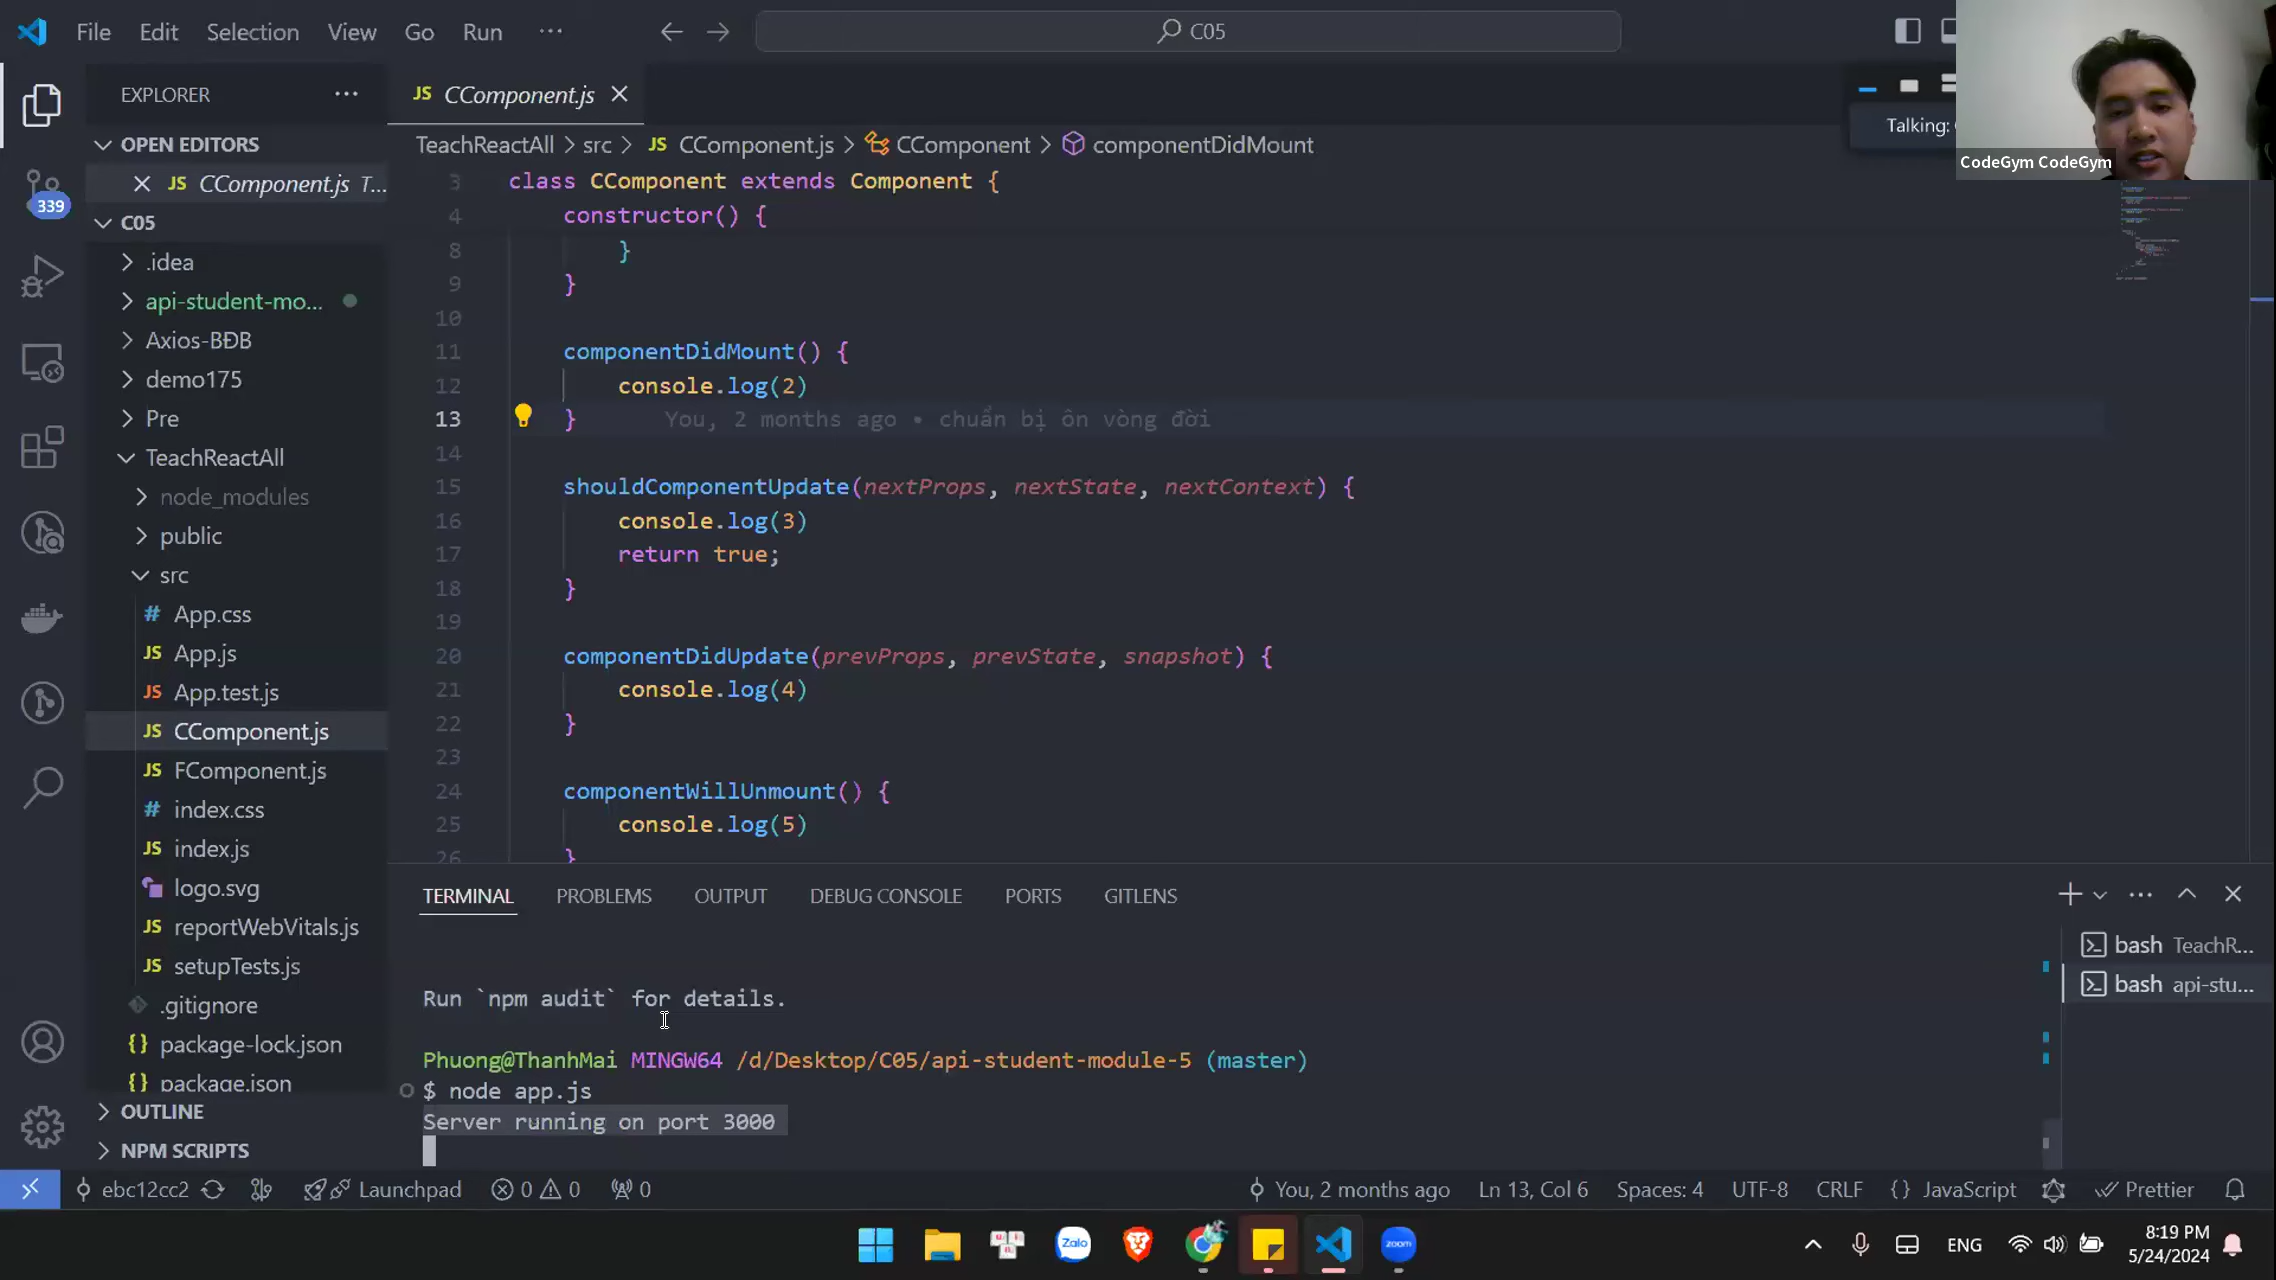 File Edit Selection View Go Run ··· C05
EXPLORER ···
OPEN EDITORS
JS CComponent.js T...
339
C05
.idea
api-student-mo...
Axios-BĐB
demo175
Pre
TeachReactAll
node_modules
public
src
# App.css
JS App.js
JS App.test.js
JS CComponent.js
JS FComponent.js
# index.css
JS index.js
logo.svg
JS reportWebVitals.js
JS setupTests.js
.gitignore
{} package-lock.json
{} package.json
OUTLINE
NPM SCRIPTS
JS CComponent.js
TeachReactAll > src > JS CComponent.js > CComponent > componentDidMount
3 class CComponent extends Component {
4 constructor() {
8 }
9 }
10
11 componentDidMount() {
12 console.log(2)
13 } You, 2 months ago • chuẩn bị ôn vòng đời
14
15 shouldComponentUpdate(nextProps, nextState, nextContext) {
16 console.log(3)
17 return true;
18 }
19
20 componentDidUpdate(prevProps, prevState, snapshot) {
21 console.log(4)
22 }
23
24 componentWillUnmount() {
25 console.log(5)
26 }
Talking:
CodeGym CodeGym
TERMINAL PROBLEMS OUTPUT DEBUG CONSOLE PORTS GITLENS
bash TeachR...
bash api-stu...
Run `npm audit` for details.
Phuong@ThanhMai MINGW64 /d/Desktop/C05/api-student-module-5 (master)
$ node app.js
Server running on port 3000
ebc12cc2 Launchpad 0 0 0 You, 2 months ago Ln 13, Col 6 Spaces: 4 UTF-8 CRLF {} JavaScript Prettier
Zalo
zoom
ENG
8:19 PM
5/24/2024